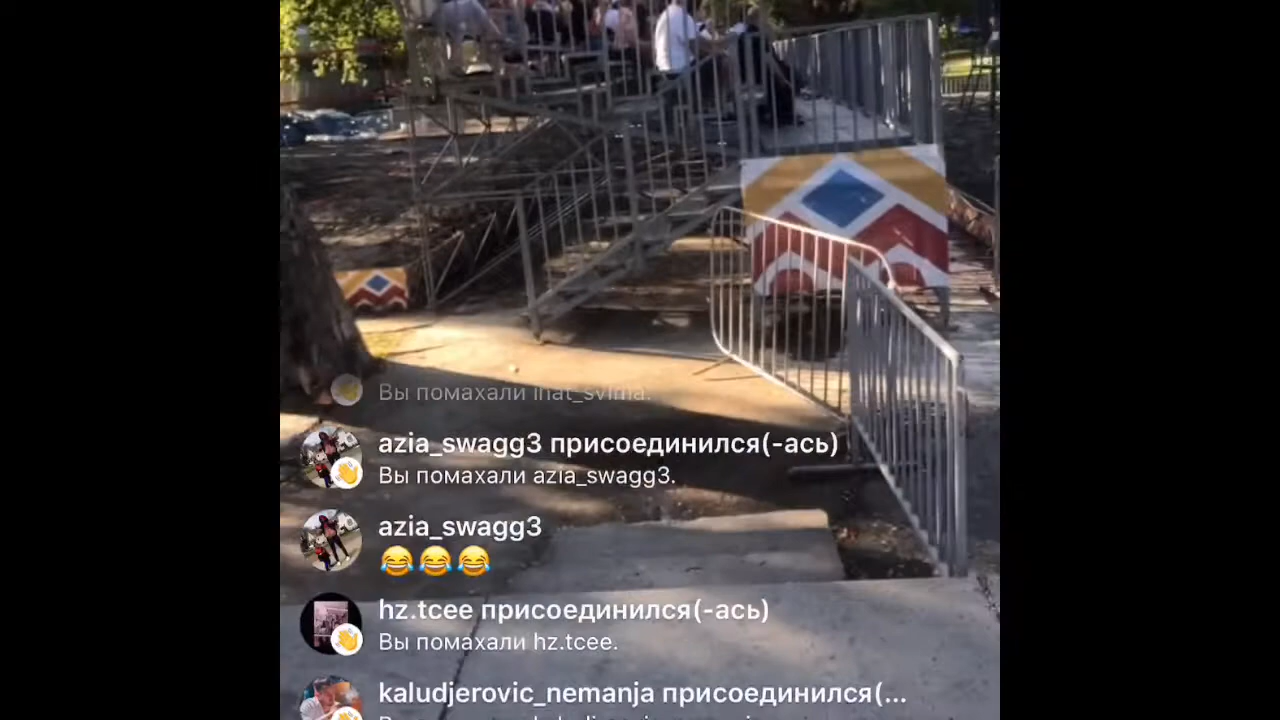 Вы помахали
azia_swagg3 присоединился(-ась)
Вы помахали azia_swagg3.
azia_swagg3
😂😂😂
hz.tcee присоединился(-ась)
Вы помахали hz.tcee.
kaludjerovic_nemanja присоединился(...